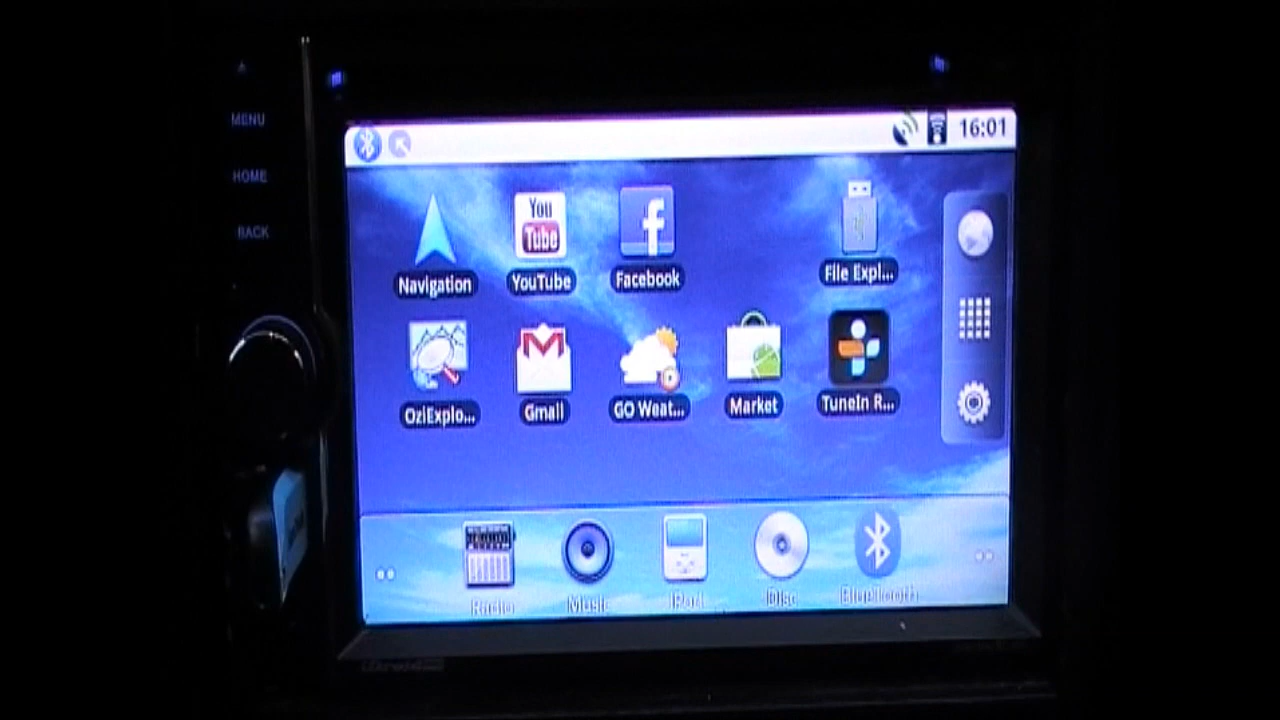 MENU
HOME
BACK
16:01
Navigation
You
Tube
YouTube
f
Facebook
File Expl...
OziExplo...
M
Gmail
GO Weat...
Market
TuneIn R...
Radio
Music
iPod
Disc
Bluetooth